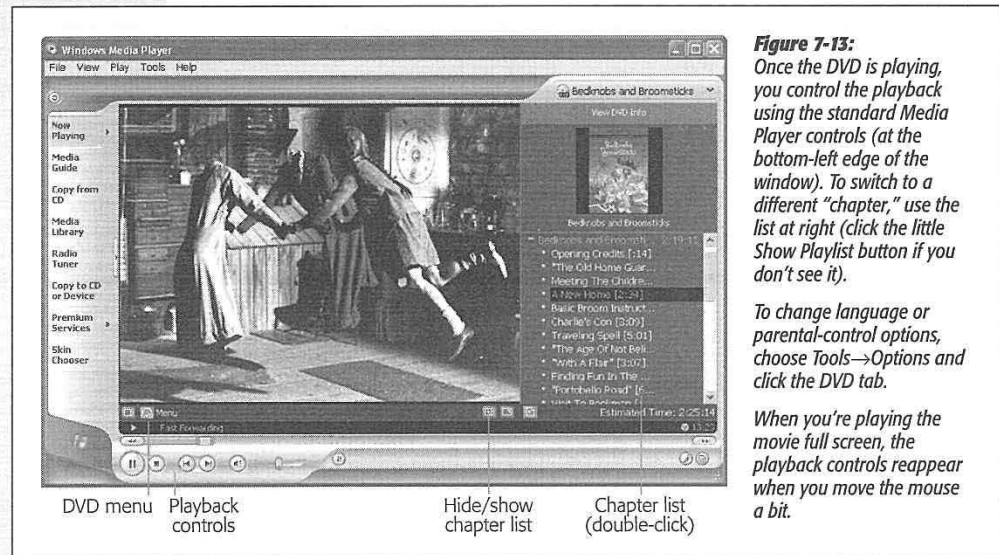 Windows Media Player
File View Play Tools Help
Now
Playing
Media
Guide
Copy from
CD
Media
Library
Radio
Tuner
Copy to CD
or Device
Premium
Services
Skin
Chooser
Bedknobs and Broomsticks
View DVD Info
Bedknobs and Broomsticks
Bedknobs and Broomsti... 19:11
Opening Credits [:14]
"The Old Home Guar...
Meeting The Childre...
A New Home [2:24]
Basic Broom Instruct...
Charlie's Con [3:09]
Traveling Spell [5:01]
"The Age Of Not Beli...
"With A Flair" [3:07]
Finding Fun In The ...
"Portobello Road" [6...
Visit To Bookman [
Menu
Estimated Time: 2:25:14
Fast Forwarding
13:22
DVD menu
Playback
controls
Hide/show
chapter list
Chapter list
(double-click)
Figure 7-13:
Once the DVD is playing,
you control the playback
using the standard Media
Player controls (at the
bottom-left edge of the
window). To switch to a
different "chapter," use the
list at right (click the little
Show Playlist button if you
don't see it).
To change language or
parental-control options,
choose Tools→Options and
click the DVD tab.
When you're playing the
movie full screen, the
playback controls reappear
when you move the mouse
a bit.